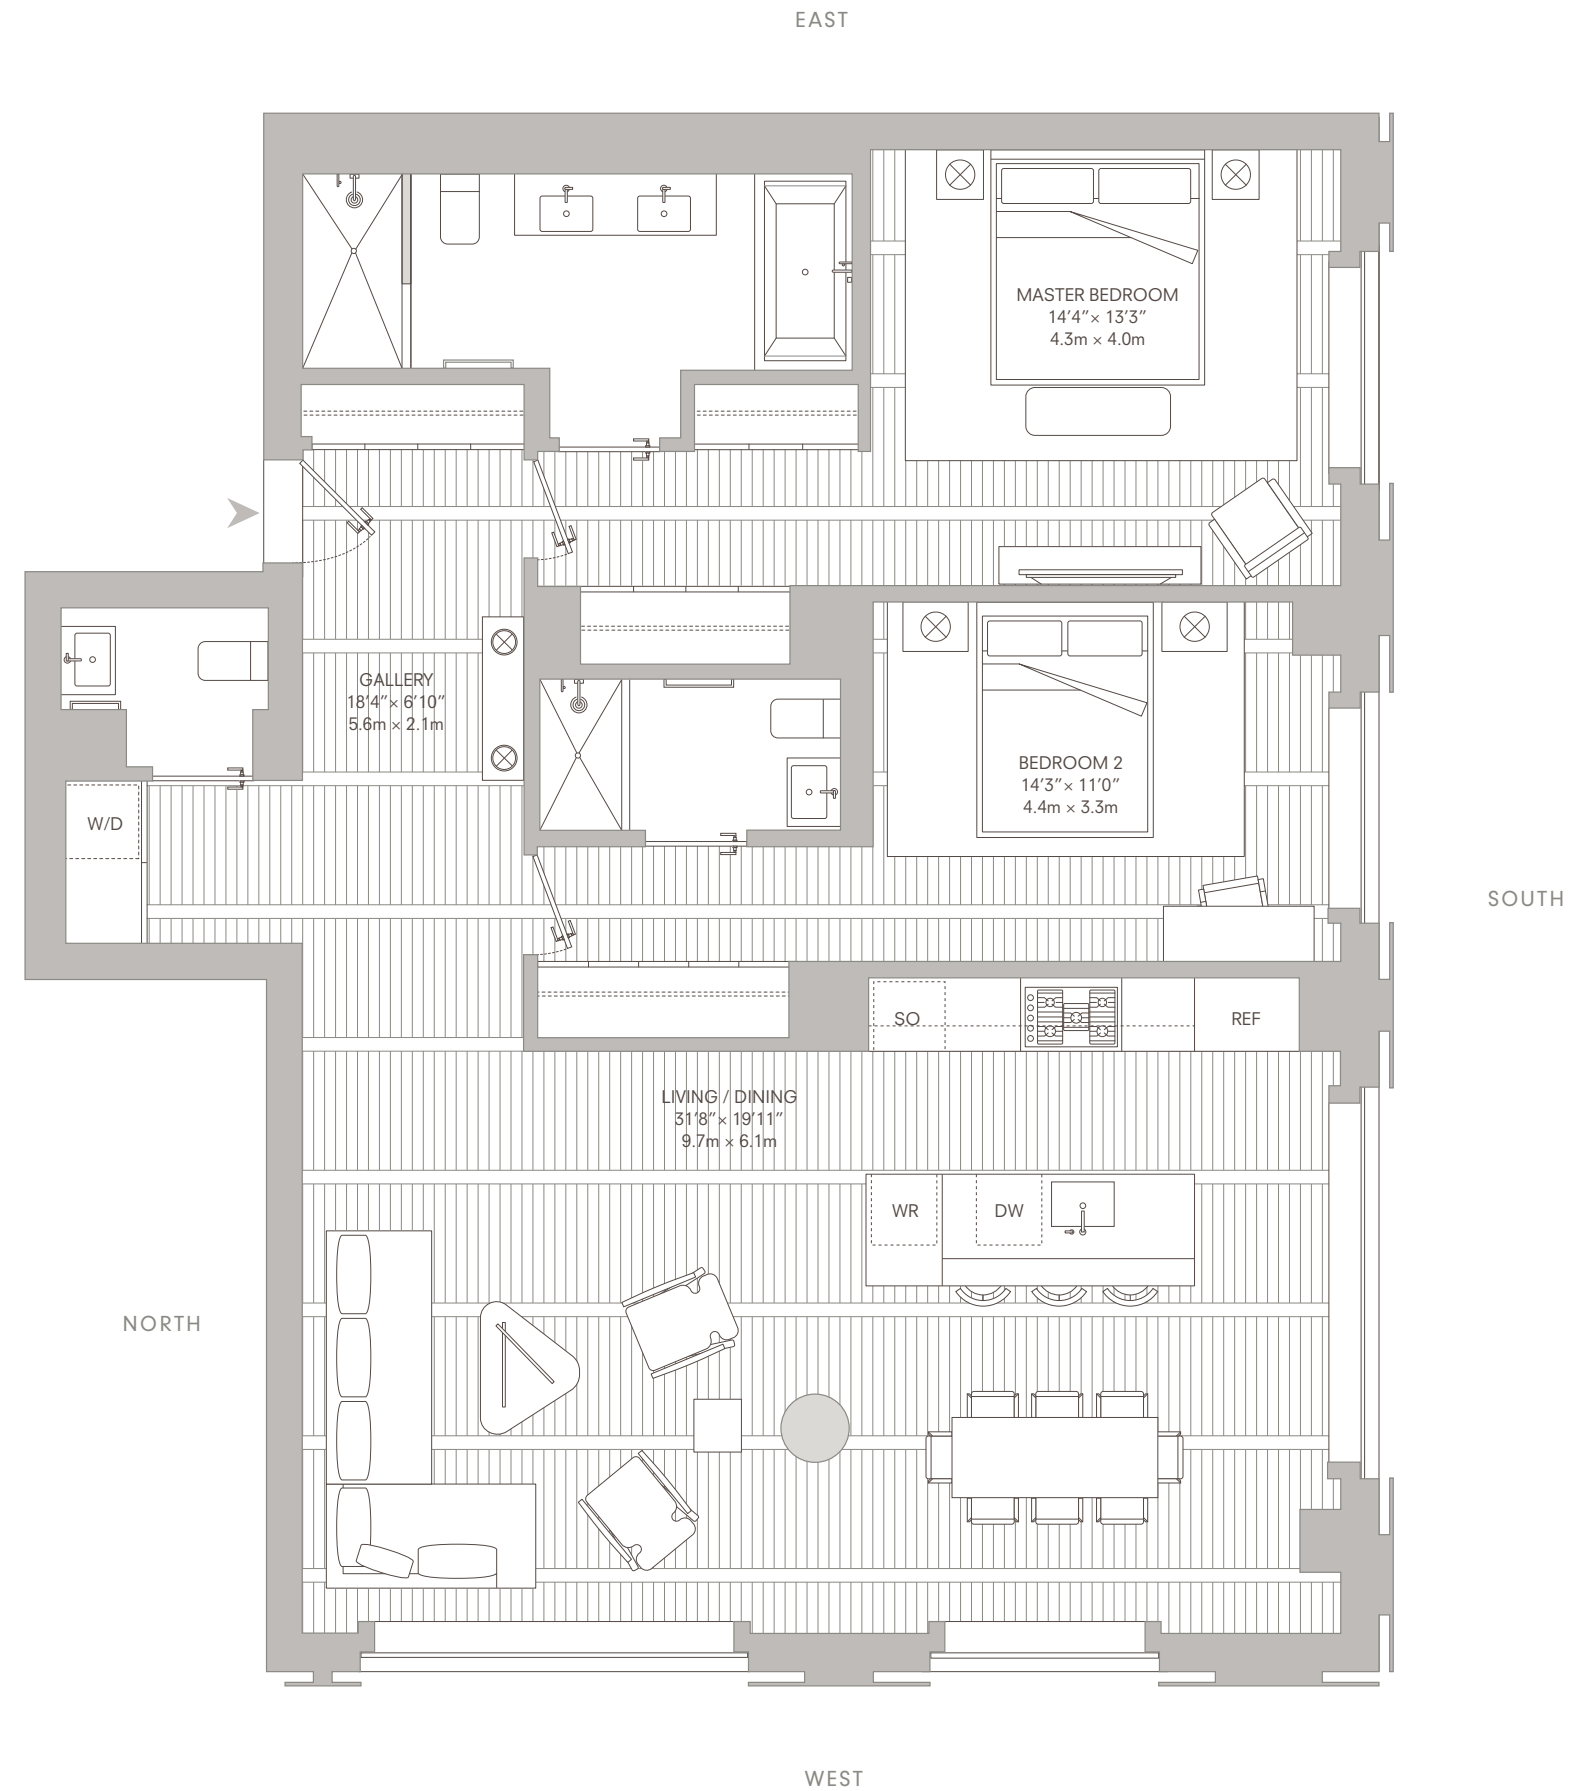 EAST
MASTER BEDROOM
14'4"× 13'3"
4.3m × 4.0m
GALLERY
18'4"× 6'10"
5.6m × 2.1m
BEDROOM 2
14'3"× 11'0"
4.4m × 3.3m
W/D
SOUTH
SO
REF
LIVING / DINING
31'8"× 19'11"
9.7m × 6.1m
WR
DW
NORTH
WEST